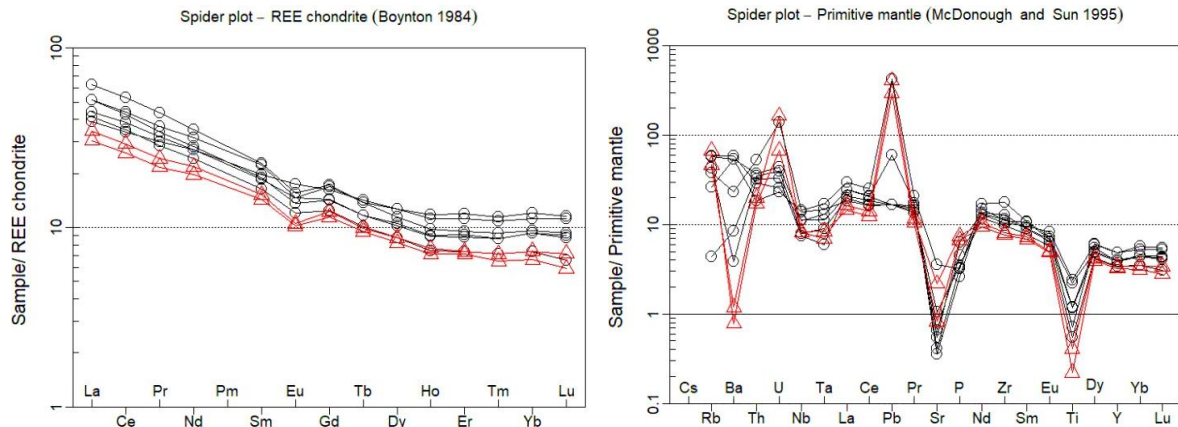 Spider plot – REE chondrite (Boynton 1984)
Sample/ REE chondrite
100
10
1
La Pr Pm Eu Tb Ho Tm Lu
Ce Nd Sm Gd Dy Er Yb
Spider plot – Primitive mantle (McDonough and Sun 1995)
Sample/ Primitive mantle
1000
100
10
1
0.1
Cs Ba U Ta Ce Pr P Zr Eu Dy Yb
Rb Th Nb La Pb Sr Nd Sm Ti Y Lu